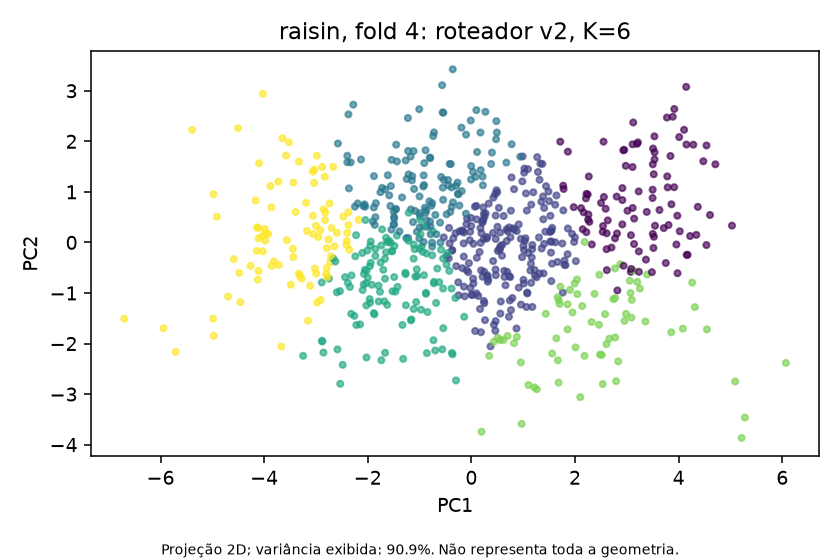 raisin, fold 4: roteador v2, K=6
3
2
1
0
−1
−2
−3
−4
PC2
−6 −4 −2 0 2 4 6
PC1
Projeção 2D; variância exibida: 90.9%. Não representa toda a geometria.